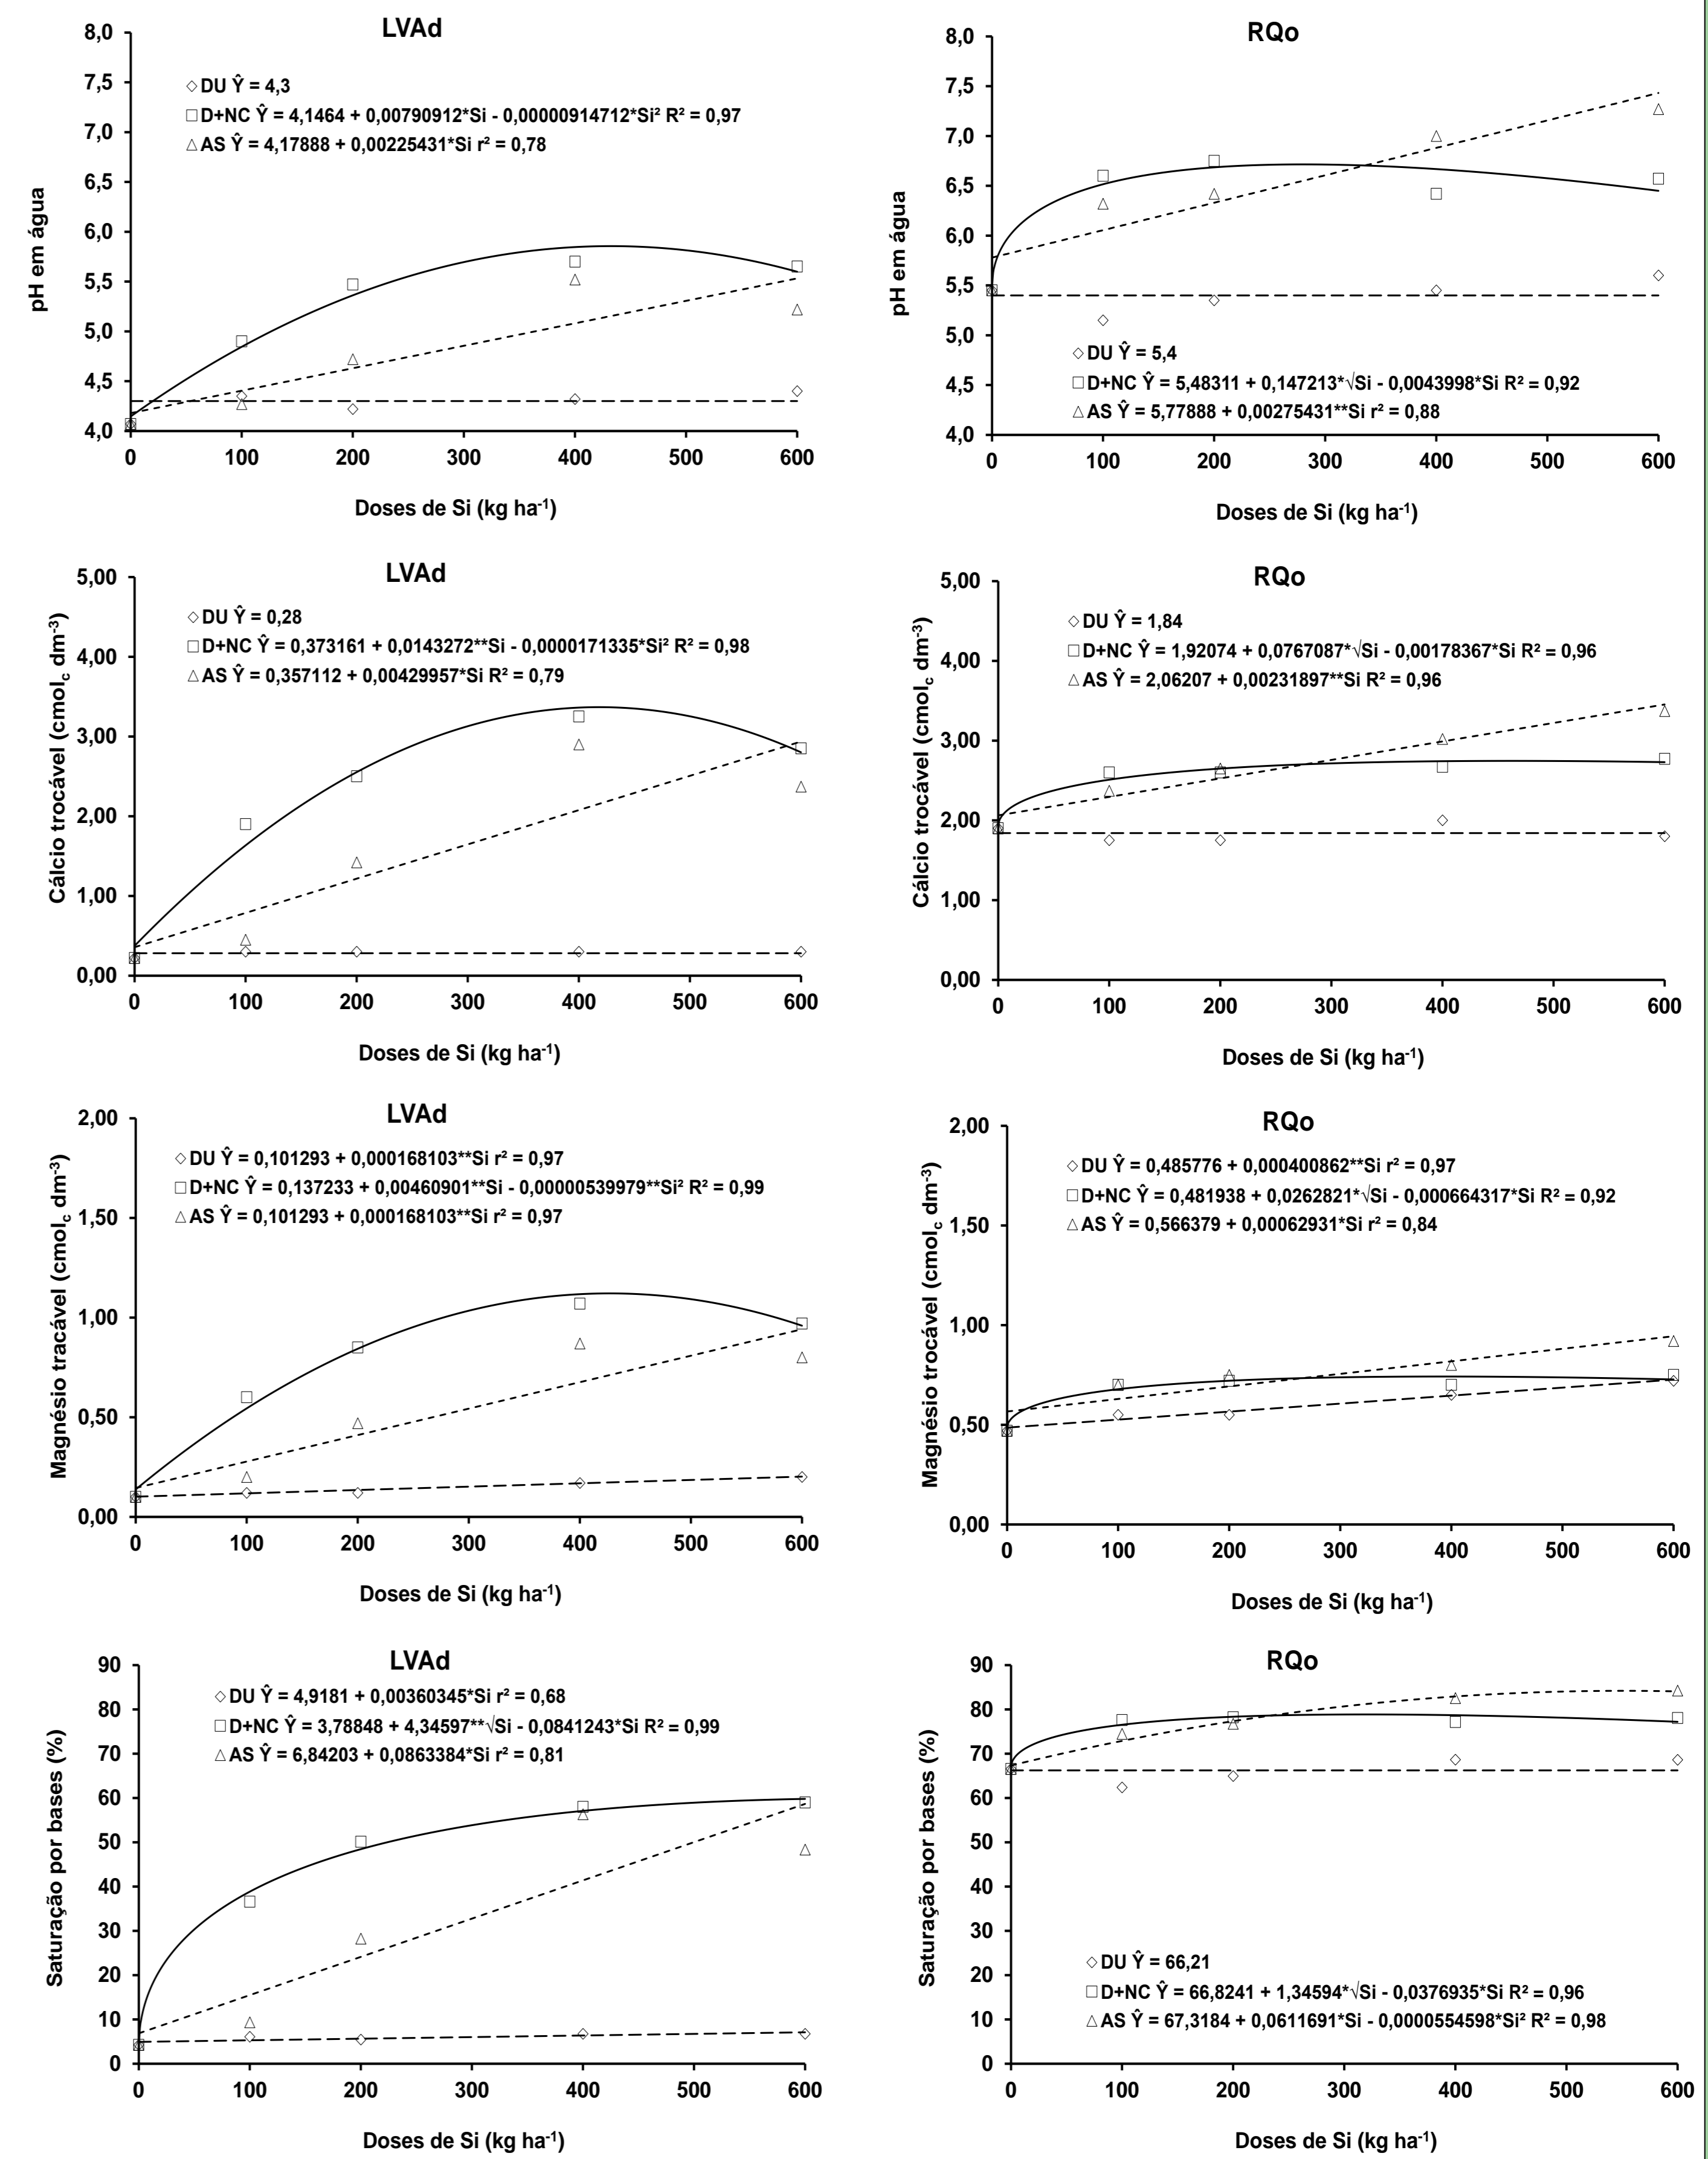 LVAd
pH em água
8,0
7,5
7,0
6,5
6,0
5,5
5,0
4,5
4,0
◇DU Ŷ = 4,3
□D+NC Ŷ = 4,1464 + 0,00790912*Si - 0,00000914712*Si² R² = 0,97
△AS Ŷ = 4,17888 + 0,00225431*Si r² = 0,78
0 100 200 300 400 500 600
Doses de Si (kg ha⁻¹)
RQo
pH em água
8,0
7,5
7,0
6,5
6,0
5,5
5,0
4,5
4,0
◇DU Ŷ = 5,4
□D+NC Ŷ = 5,48311 + 0,147213*√Si - 0,0043998*Si R² = 0,92
△AS Ŷ = 5,77888 + 0,00275431**Si r² = 0,88
0 100 200 300 400 500 600
Doses de Si (kg ha⁻¹)
LVAd
Cálcio trocável (cmol꜀ dm⁻³)
5,00
4,00
3,00
2,00
1,00
0,00
◇DU Ŷ = 0,28
□D+NC Ŷ = 0,373161 + 0,0143272**Si - 0,0000171335*Si² R² = 0,98
△AS Ŷ = 0,357112 + 0,00429957*Si R² = 0,79
0 100 200 300 400 500 600
Doses de Si (kg ha⁻¹)
RQo
Cálcio trocável (cmol꜀ dm⁻³)
5,00
4,00
3,00
2,00
1,00
0,00
◇DU Ŷ = 1,84
□D+NC Ŷ = 1,92074 + 0,0767087*√Si - 0,00178367*Si R² = 0,96
△AS Ŷ = 2,06207 + 0,00231897**Si R² = 0,96
0 100 200 300 400 500 600
Doses de Si (kg ha⁻¹)
LVAd
Magnésio tracável (cmol꜀ dm⁻³)
2,00
1,50
1,00
0,50
0,00
◇DU Ŷ = 0,101293 + 0,000168103**Si r² = 0,97
□D+NC Ŷ = 0,137233 + 0,00460901**Si - 0,00000539979**Si² R² = 0,99
△AS Ŷ = 0,101293 + 0,000168103**Si r² = 0,97
0 100 200 300 400 500 600
Doses de Si (kg ha⁻¹)
RQo
Magnésio trocável (cmol꜀ dm⁻³)
2,00
1,50
1,00
0,50
0,00
◇DU Ŷ = 0,485776 + 0,000400862**Si r² = 0,97
□D+NC Ŷ = 0,481938 + 0,0262821*√Si - 0,000664317*Si R² = 0,92
△AS Ŷ = 0,566379 + 0,00062931*Si r² = 0,84
0 100 200 300 400 500 600
Doses de Si (kg ha⁻¹)
LVAd
Saturação por bases (%)
90
80
70
60
50
40
30
20
10
0
◇DU Ŷ = 4,9181 + 0,00360345*Si r² = 0,68
□D+NC Ŷ = 3,78848 + 4,34597**√Si - 0,0841243*Si R² = 0,99
△AS Ŷ = 6,84203 + 0,0863384*Si r² = 0,81
0 100 200 300 400 500 600
Doses de Si (kg ha⁻¹)
RQo
Saturação por bases (%)
90
80
70
60
50
40
30
20
10
0
◇DU Ŷ = 66,21
□D+NC Ŷ = 66,8241 + 1,34594*√Si - 0,0376935*Si R² = 0,96
△AS Ŷ = 67,3184 + 0,0611691*Si - 0,0000554598*Si² R² = 0,98
0 100 200 300 400 500 600
Doses de Si (kg ha⁻¹)